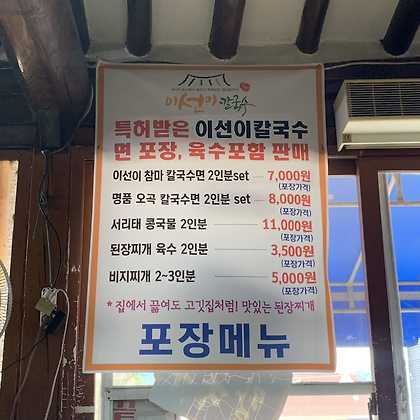 이선이 칼국수
특허받은 이선이칼국수
면 포장, 육수포함 판매
이선이 참마 칼국수면 2인분set 7,000원
(포장가격)
명품 오곡 칼국수면 2인분 set 8,000원
(포장가격)
서리태 콩국물 2인분 11,000원
(포장가격)
된장찌개 육수 2인분 3,500원
(포장가격)
비지찌개 2~3인분 5,000원
(포장가격)
* 집에서 끓여도 고깃집처럼! 맛있는 된장찌개
포장메뉴